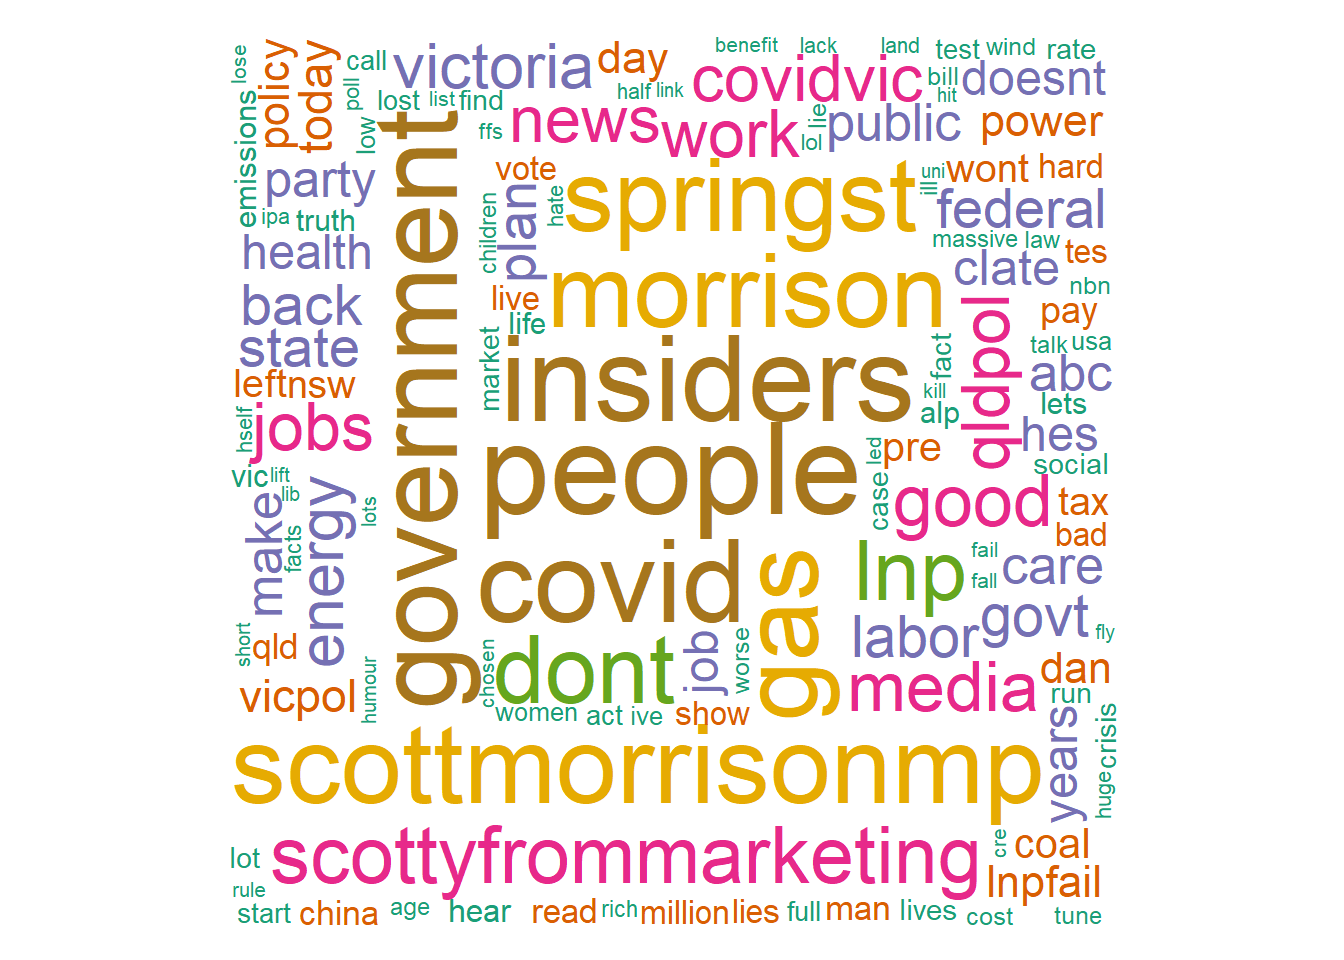 lose
policy
today
call
poll
victoria
day
benefit
lack
land
test
wind
rate
covidvic
bill
doesnt
hit
half
link
lost
list
find
low
ffs
news
work
lol
lie
public
power
emissions
party
ipa
truth
vote
hate
children
plan
springst
uni
ill
wont
hard
federal
massive
law
tes
health
government
live
life
morrison
clate
nbn
pay
back
state
market
insiders
fact
kill
alp
qldpol
talk
usa
abc
lets
left
nsw
hself
jobs
people
led
pre
hes
social
vic
lift
lib
lots
facts
make
energy
case
good
tax
bad
covid
gas
lnp
fail
fall
care
short
qld
humour
chosen
dont
job
worse
labor
govt
fly
vicpol
women
act
ive
show
media
dan
run
years
crisis
huge
scottmorrisonmp
lot
rule
scottyfrommarketing
cre
coal
lnpfail
start
china
age
hear
read
rich
million
lies
full
man
lives
cost
tune